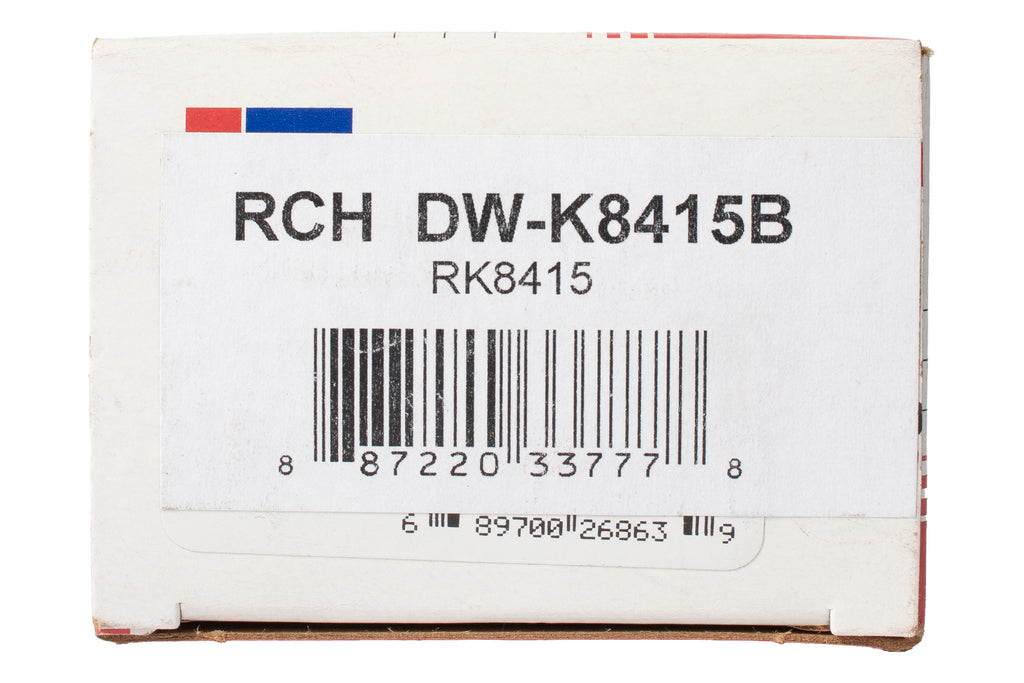 RCH DW-K8415B
RK8415
8 87220 33777 8
6 89700 26863 9